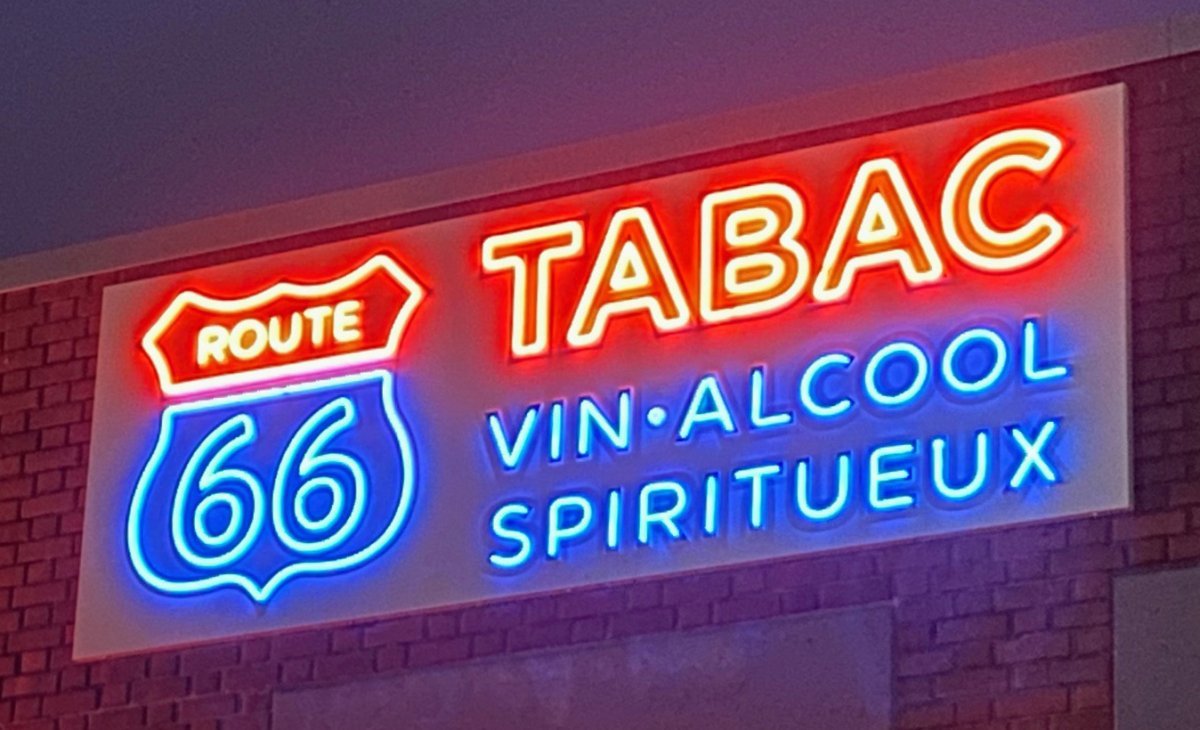 ROUTE
66
TABAC
VIN•ALCOOL
SPIRITUEUX